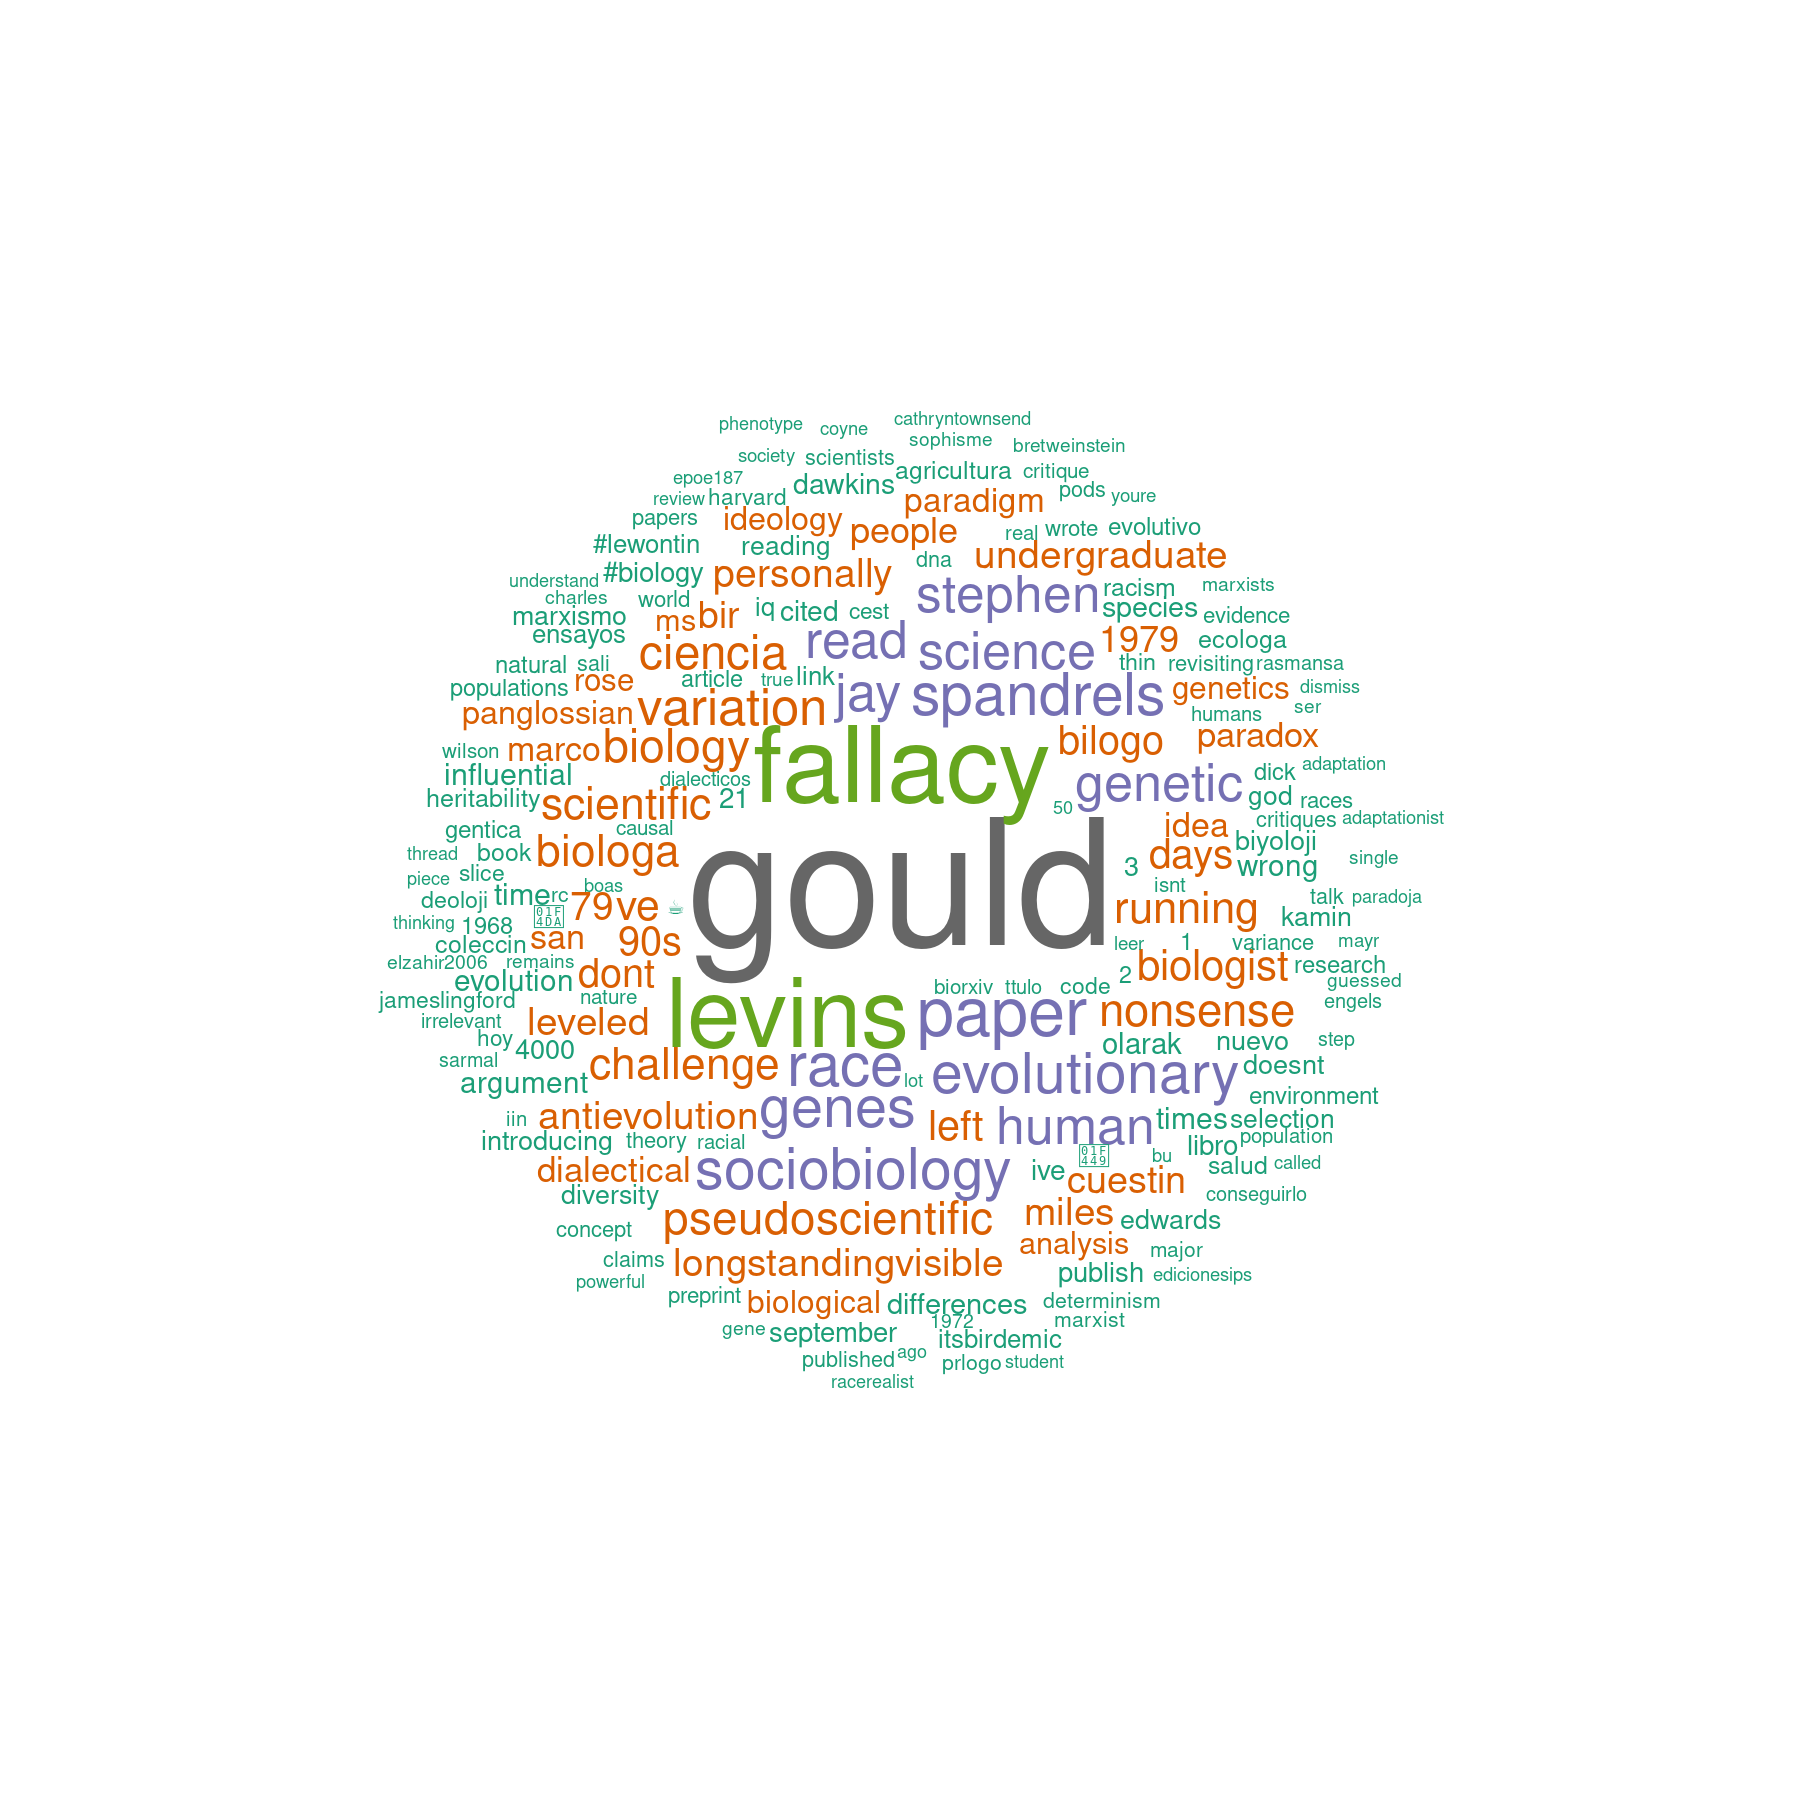 phenotype coyne cathryntownsend
sophisme bretweinstein
society scientists
epoe187 agricultura critique
review harvard dawkins paradigm pods youre
papers ideology people real wrote evolutivo
#lewontin reading dna undergraduate
understand #biology personally stephen racism marxists
charles world iq cited cest species evidence
marxismo ms bir read science 1979 ecologa
ensayos ciencia thin revisiting rasmansa
natural sali article true link jay spandrels genetics dismiss
populations rose variation humans ser
panglossian
wilson marco biology fallacy bilogo paradox
influential dialecticos genetic dick adaptation
heritability scientific 21 50 god races
gentica causal idea critiques adaptationist
thread book biologa gould 3 days biyoloji wrong single
piece slice boas isnt
deoloji time rc 79 ve ☕ running talk paradoja
thinking 1968 01F4DA kamin
coleccin san 90s leer 1 variance mayr
elzahir2006 remains biologist research
evolution dont levins biorxiv ttulo code 2 guessed
jameslingford nature paper nonsense engels
irrelevant leveled
hoy 4000 olarak nuevo step
sarmal challenge race evolutionary doesnt
argument lot environment
iin antievolution genes left human times selection
introducing theory racial 01F449 bu libro population
dialectical sociobiology ive cuestin salud called
diversity conseguirlo
concept pseudoscientific miles edwards
claims longstandingvisible analysis major
powerful publish edicionesips
preprint biological differences determinism
gene september 1972 itsbirdemic marxist
published ago prlogo student
racerealist